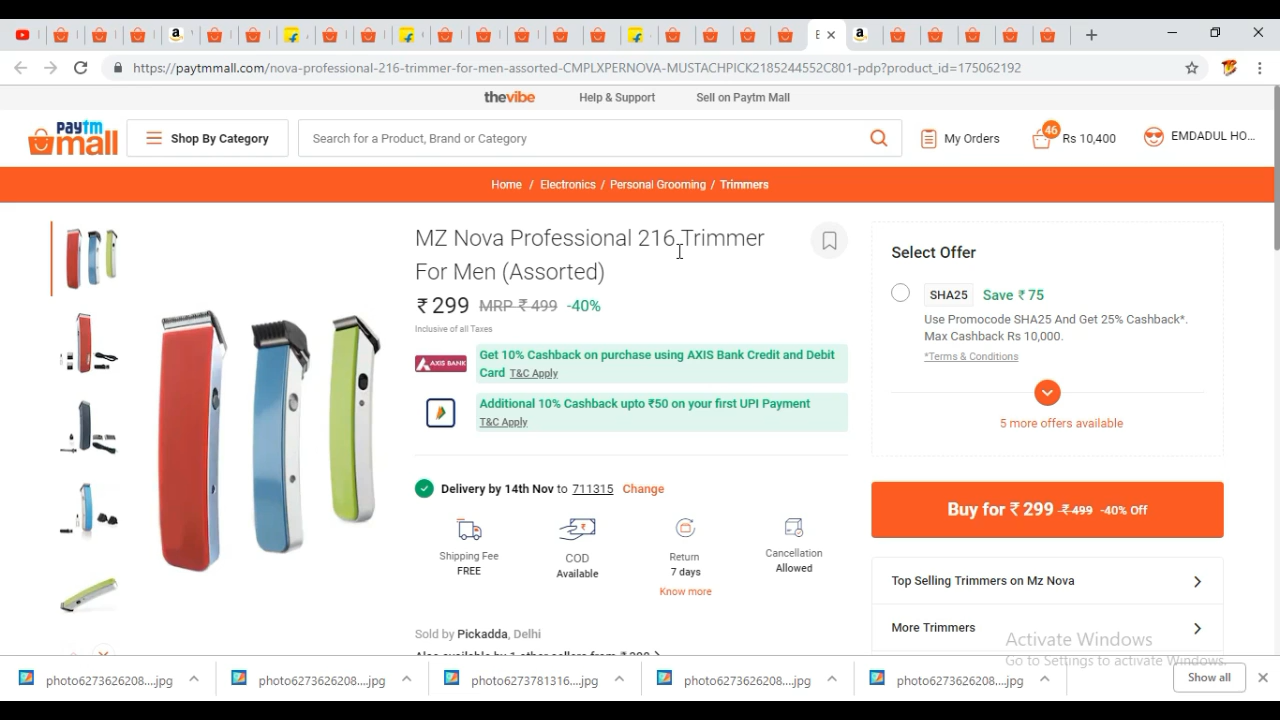 https://paytmmall.com/nova-professional-216-trimmer-for-men-assorted-CMPLXPERNOVA-MUSTACHPICK2185244552C801-pdp?product_id=175062192
thevibe Help & Support Sell on Paytm Mall
paytm mall Shop By Category Search for a Product, Brand or Category My Orders 46 Rs 10,400 EMDADUL HO...
Home / Electronics / Personal Grooming / Trimmers
MZ Nova Professional 216 Trimmer
For Men (Assorted)
₹ 299 MRP ₹ 499 -40%
Inclusive of all Taxes
AXIS BANK
Get 10% Cashback on purchase using AXIS Bank Credit and Debit
Card T&C Apply
Additional 10% Cashback upto ₹50 on your first UPI Payment
T&C Apply
Delivery by 14th Nov to 711315 Change
Shipping Fee
FREE
COD
Available
Return
7 days
Know more
Cancellation
Allowed
Sold by Pickadda, Delhi
Select Offer
SHA25 Save ₹ 75
Use Promocode SHA25 And Get 25% Cashback*.
Max Cashback Rs 10,000.
*Terms & Conditions
5 more offers available
Buy for ₹ 299 ₹ 499 -40% Off
Top Selling Trimmers on Mz Nova
More Trimmers
Activate Windows
Go to Settings to activate Windows.
photo6273626208....jpg photo6273626208....jpg photo6273781316....jpg photo6273626208....jpg photo6273626208....jpg Show all